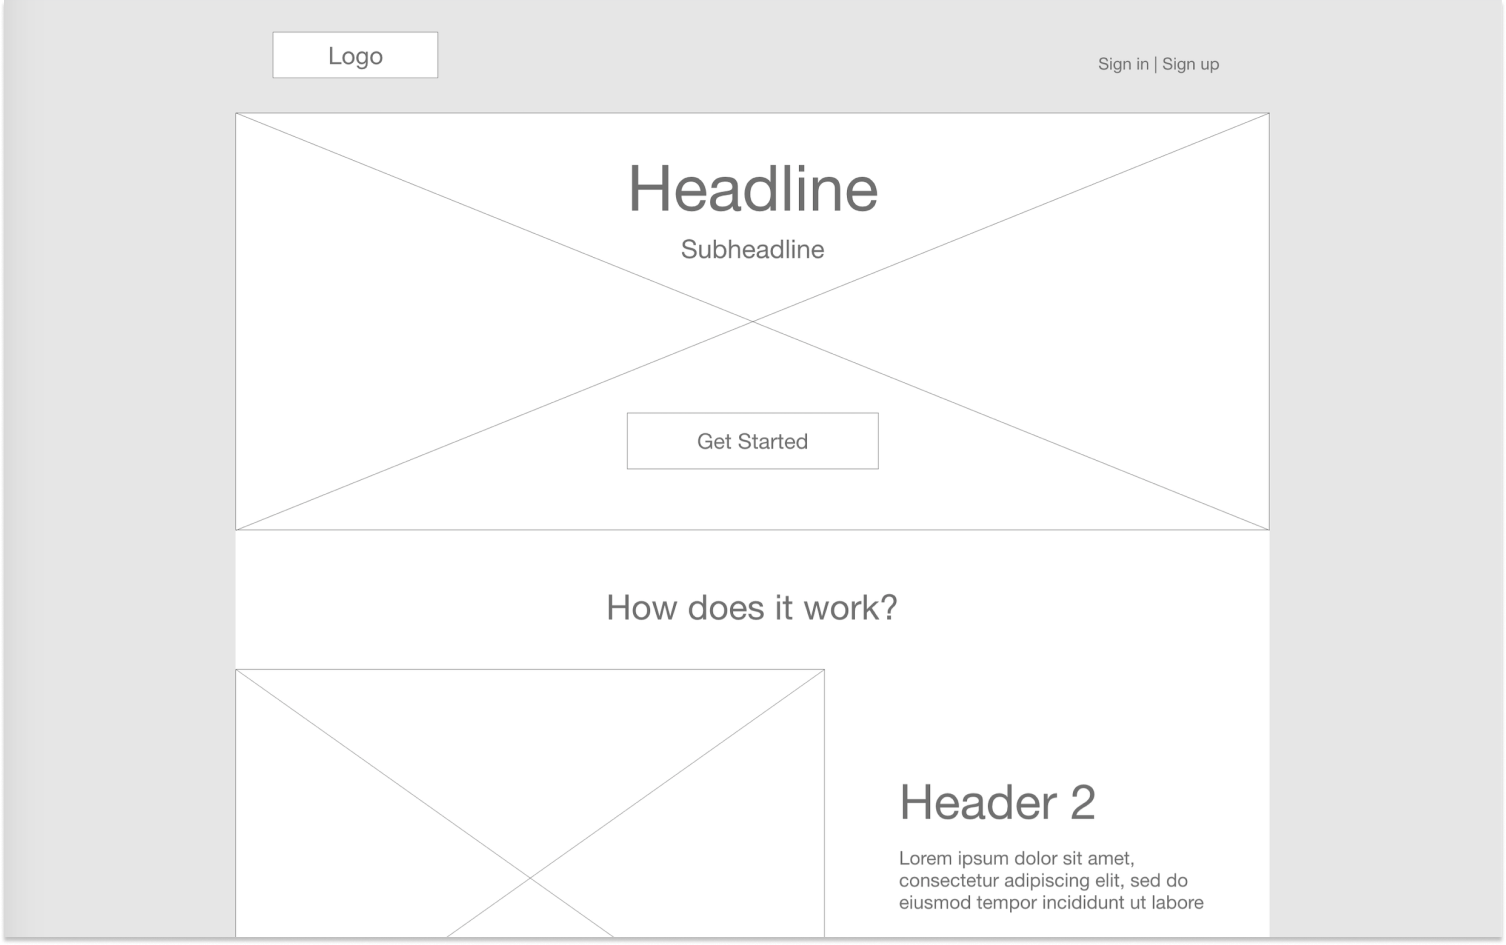 Logo
Sign in | Sign up
Headline
Subheadline
Get Started
How does it work?
Header 2
Lorem ipsum dolor sit amet,
consectetur adipiscing elit, sed do
eiusmod tempor incididunt ut labore